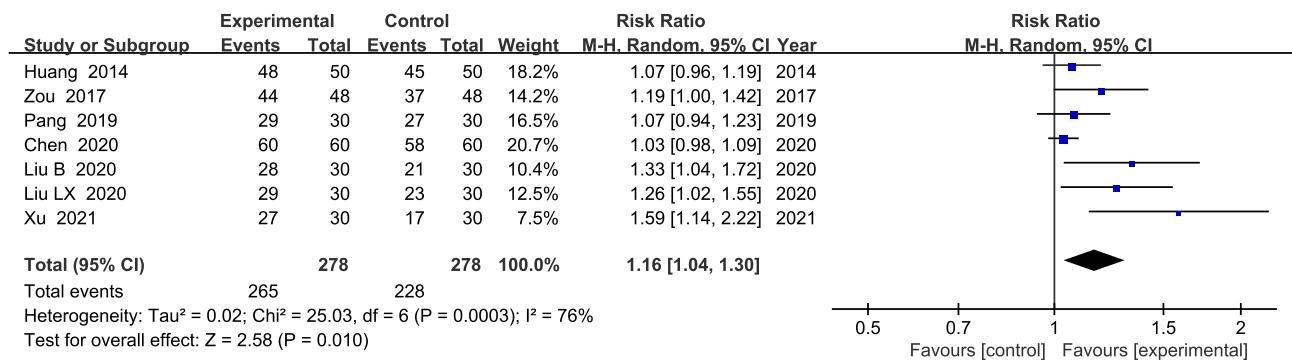 Experimental Control Risk Ratio Risk Ratio
Study or Subgroup Events Total Events Total Weight M-H, Random, 95% CI Year M-H, Random, 95% CI
Huang 2014 48 50 45 50 18.2% 1.07 [0.96, 1.19] 2014
Zou 2017 44 48 37 48 14.2% 1.19 [1.00, 1.42] 2017
Pang 2019 29 30 27 30 16.5% 1.07 [0.94, 1.23] 2019
Chen 2020 60 60 58 60 20.7% 1.03 [0.98, 1.09] 2020
Liu B 2020 28 30 21 30 10.4% 1.33 [1.04, 1.72] 2020
Liu LX 2020 29 30 23 30 12.5% 1.26 [1.02, 1.55] 2020
Xu 2021 27 30 17 30 7.5% 1.59 [1.14, 2.22] 2021
Total (95% CI) 278 278 100.0% 1.16 [1.04, 1.30]
Total events 265 228
Heterogeneity: Tau² = 0.02; Chi² = 25.03, df = 6 (P = 0.0003); I² = 76%
Test for overall effect: Z = 2.58 (P = 0.010)
0.5 0.7 1 1.5 2
Favours [control] Favours [experimental]